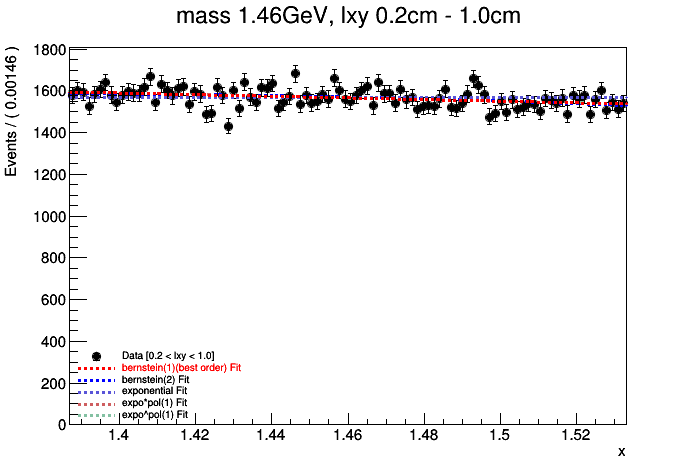 mass 1.46GeV, lxy 0.2cm - 1.0cm
Events / ( 0.00146 )
1800
1600
1400
1200
1000
800
600
400
200
0
Data [0.2 < lxy < 1.0]
bernstein(1)(best order) Fit
bernstein(2) Fit
exponential Fit
expo*pol(1) Fit
expo^pol(1) Fit
1.4 1.42 1.44 1.46 1.48 1.5 1.52
x